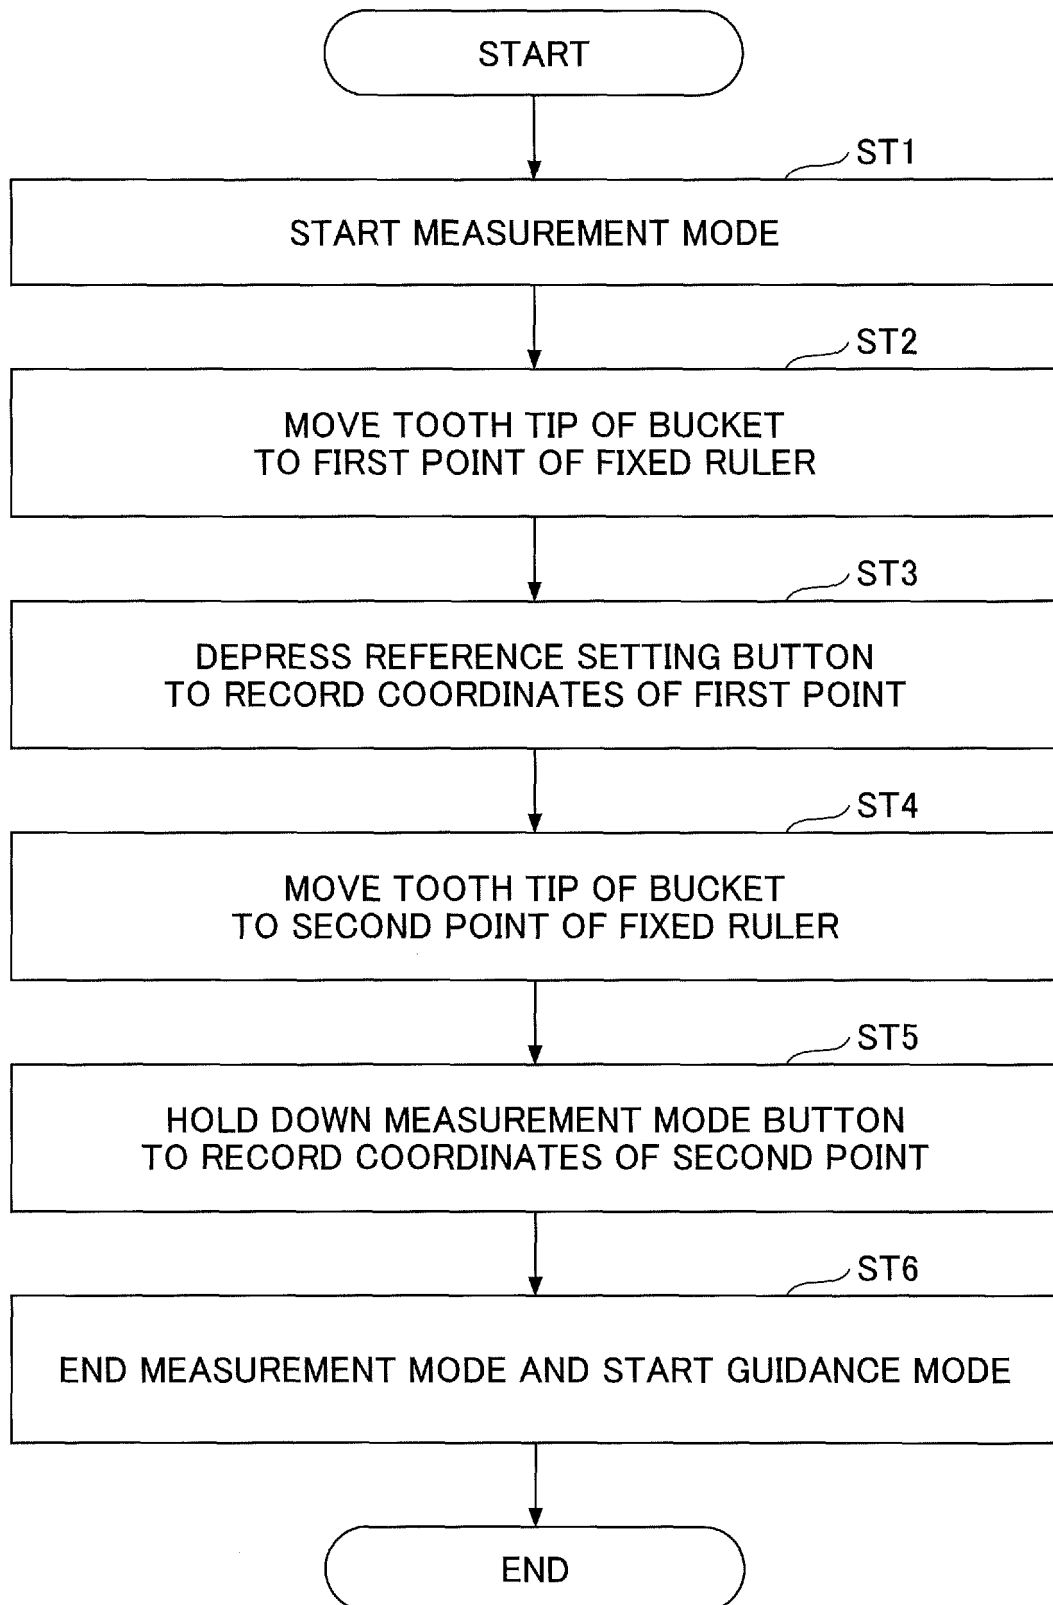 START
ST1
START MEASUREMENT MODE
ST2
MOVE TOOTH TIP OF BUCKET
TO FIRST POINT OF FIXED RULER
ST3
DEPRESS REFERENCE SETTING BUTTON
TO RECORD COORDINATES OF FIRST POINT
ST4
MOVE TOOTH TIP OF BUCKET
TO SECOND POINT OF FIXED RULER
ST5
HOLD DOWN MEASUREMENT MODE BUTTON
TO RECORD COORDINATES OF SECOND POINT
ST6
END MEASUREMENT MODE AND START GUIDANCE MODE
END